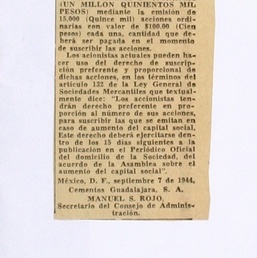 (UN MILLON QUINIENTOS MIL
PESOS) mediante la emisión de
15,000 (Quince mil) acciones ordi-
narias con valor de $100.00 (Cien
pesos) cada una, cantidad que de-
berá ser pagada en el momento
de suscribir las acciones.
Los accionistas actuales pueden ha-
cer uso del derecho de suscrip-
ción preferente y proporcional de
dichas acciones, en los términos del
artículo 132 de la Ley General de
Sociedades Mercantiles que textual-
mente dice: "Los accionistas ten-
drán derecho preferente en pro-
porción al número de sus acciones,
para suscribir las que se emitan en
caso de aumento del capital social.
Este derecho deberá ejercitarse den-
tro de los 15 días siguientes a la
publicación en el Periódico Oficial
del domicilio de la Sociedad, del
acuerdo de la Asamblea sobre el
aumento del capital social".
México, D. F., septiembre 7 de 1944.
Cementos Guadalajara, S. A.
MANUEL S. ROJO,
Secretario del Consejo de Adminis-
tración.